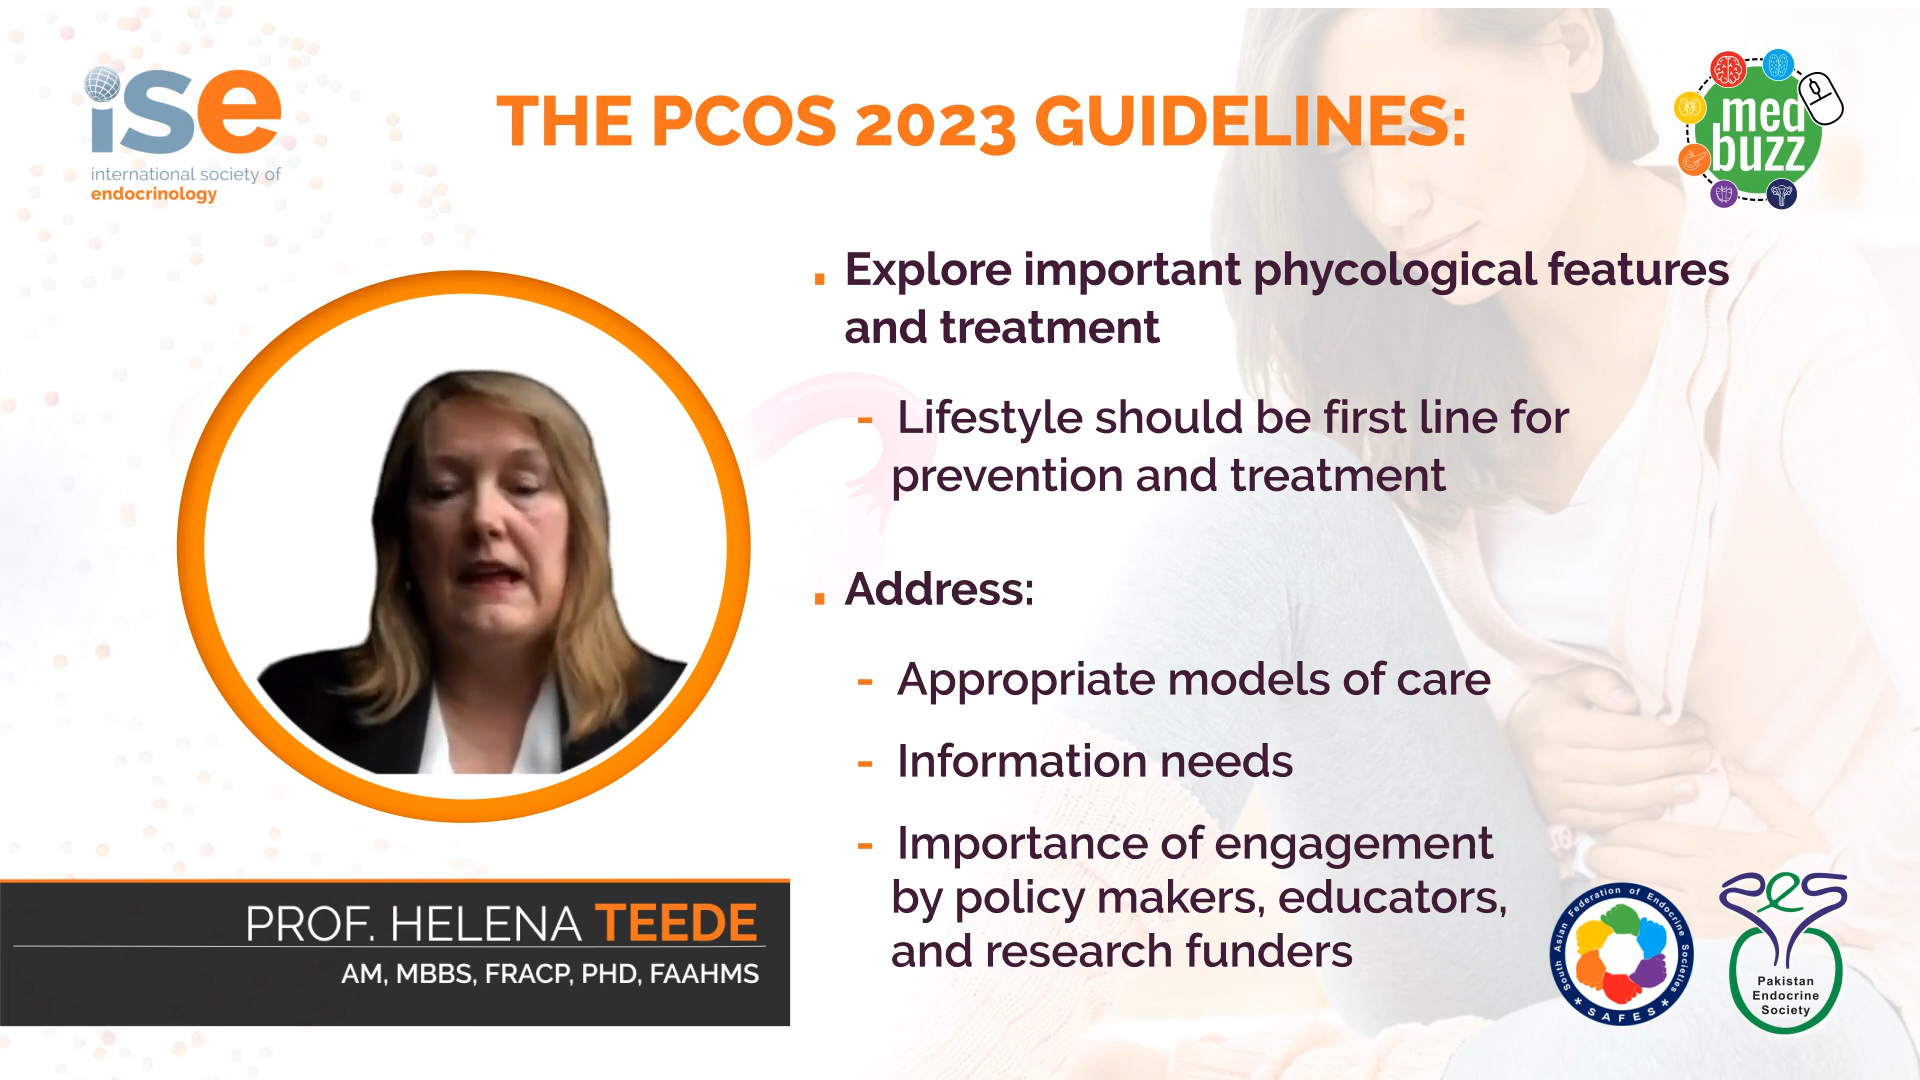 ise
international society of
endocrinology
THE PCOS 2023 GUIDELINES:
med
buzz
Explore important phycological features
and treatment
- Lifestyle should be first line for
prevention and treatment
Address:
- Appropriate models of care
- Information needs
- Importance of engagement
by policy makers, educators,
and research funders
PROF. HELENA TEEDE
AM, MBBS, FRACP, PHD, FAAHMS
South Asian Federation of Endocrine Societies
SAFES
PES
Pakistan
Endocrine
Society